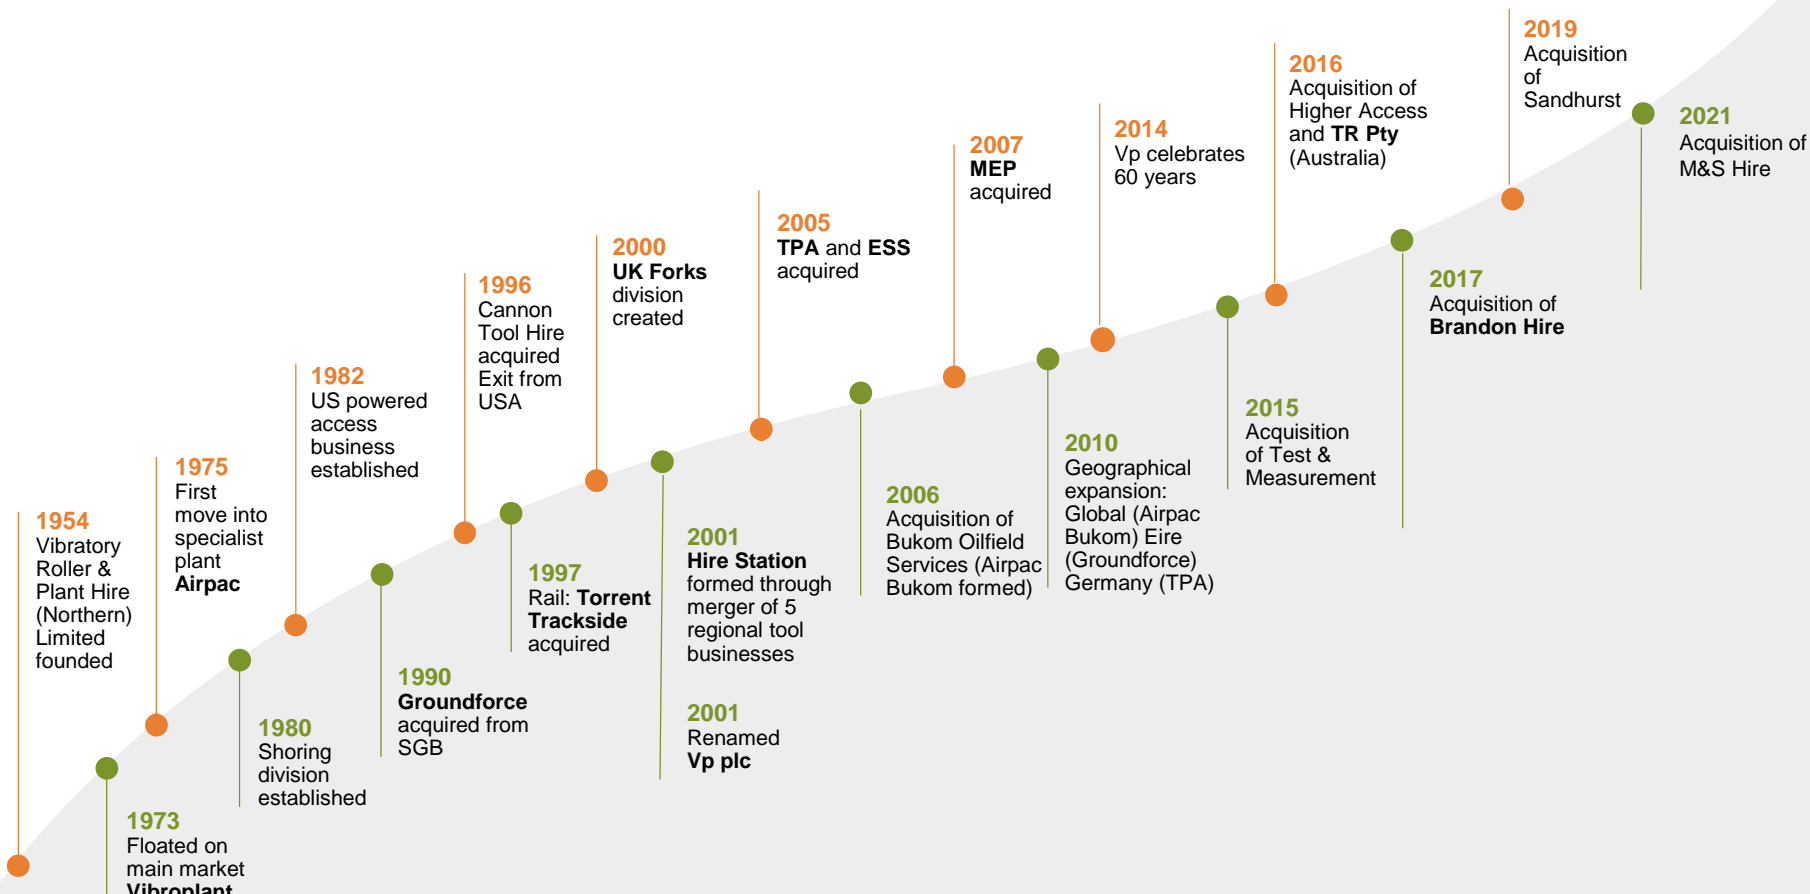 1954
Vibratory
Roller &
Plant Hire
(Northern)
Limited
founded
1973
Floated on
main market
Vibroplant
1975
First
move into
specialist
plant
Airpac
1980
Shoring
division
established
1982
US powered
access
business
established
1990
Groundforce
acquired from
SGB
1996
Cannon
Tool Hire
acquired
Exit from
USA
1997
Rail: Torrent
Trackside
acquired
2000
UK Forks
division
created
2001
Hire Station
formed through
merger of 5
regional tool
businesses
2001
Renamed
Vp plc
2005
TPA and ESS
acquired
2006
Acquisition of
Bukom Oilfield
Services (Airpac
Bukom formed)
2007
MEP
acquired
2010
Geographical
expansion:
Global (Airpac
Bukom) Eire
(Groundforce)
Germany (TPA)
2014
Vp celebrates
60 years
2015
Acquisition
of Test &
Measurement
2016
Acquisition of
Higher Access
and TR Pty
(Australia)
2017
Acquisition of
Brandon Hire
2019
Acquisition
of
Sandhurst
2021
Acquisition of
M&S Hire